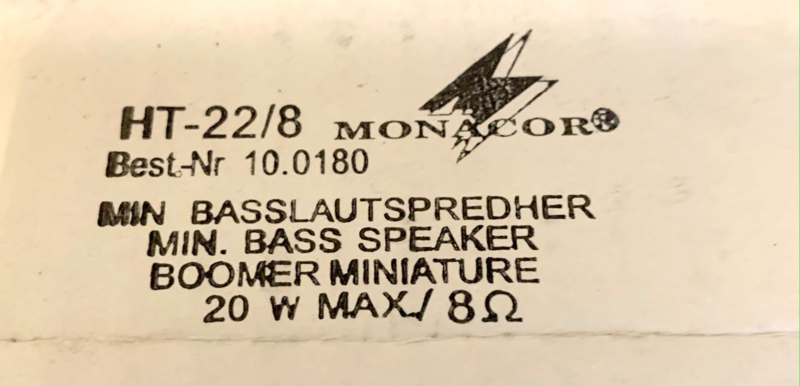 HT-22/8 MONACOR®
Best.-Nr 10.0180
MIN BASSLAUTSPREDHER
MIN. BASS SPEAKER
BOOMER MINIATURE
20 W MAX./ 8Ω